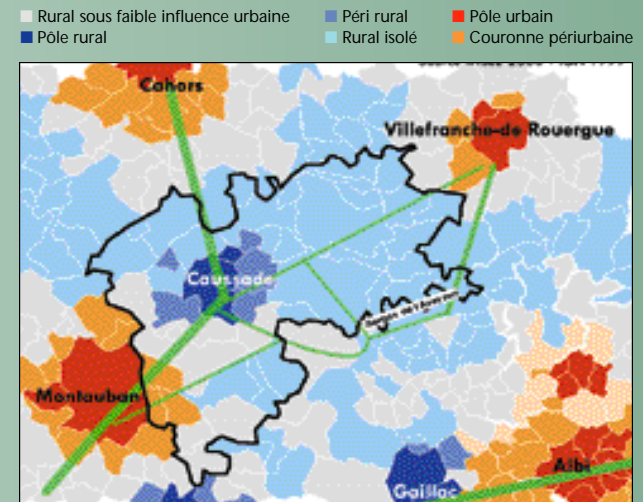 Rural sous faible influence urbaine Péri rural Pôle urbain
Pôle rural Rural isolé Couronne périurbaine
Cahors
Villefranche-de Rouergue
Caussade
Montauban
Albi
Gaillac